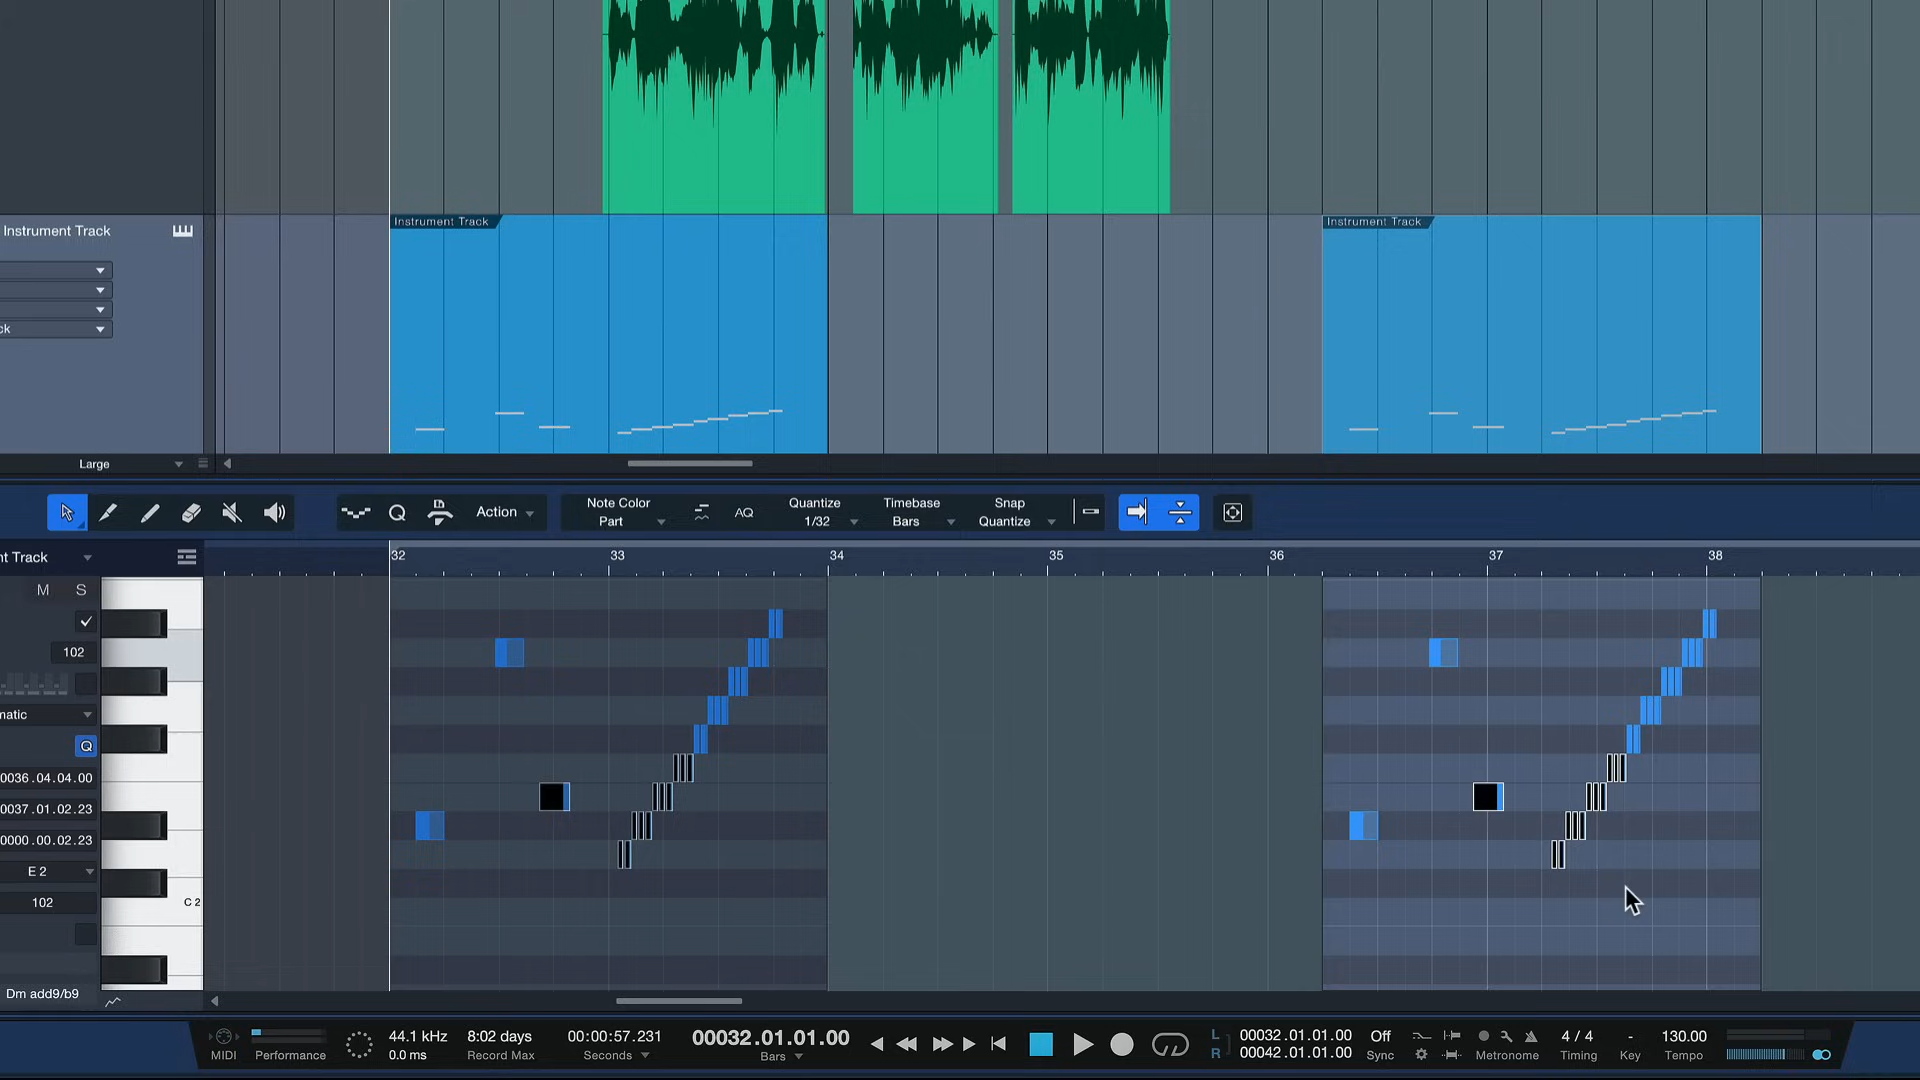 Instrument Track
Instrument Track
Instrument Track
ck
Large
Action
Note Color
Part
AQ
Quantize
1/32
Timebase
Bars
Snap
Quantize
Q
nt Track
32
33
34
35
36
37
38
M
S
102
matic
Q
0036.04.04.00
0037.01.02.23
0000.00.02.23
E 2
102
C 2
Dm add9/b9
MIDI
Performance
44.1 kHz
0.0 ms
8:02 days
Record Max
00:00:57.231
Seconds
00032.01.01.00
Bars
L
R
00032.01.01.00
00042.01.01.00
Off
Sync
Metronome
4 / 4
Timing
-
Key
130.00
Tempo